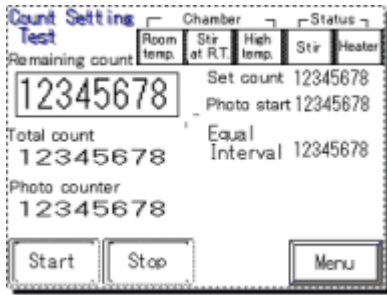 Count Setting Chamber Status
Test Room temp. Stir at R.T. High temp. Stir Heater
Remaining count
12345678
Set count 12345678
Photo start 12345678
Equal Interval 12345678
Total count
12345678
Photo counter
12345678
Start Stop Menu